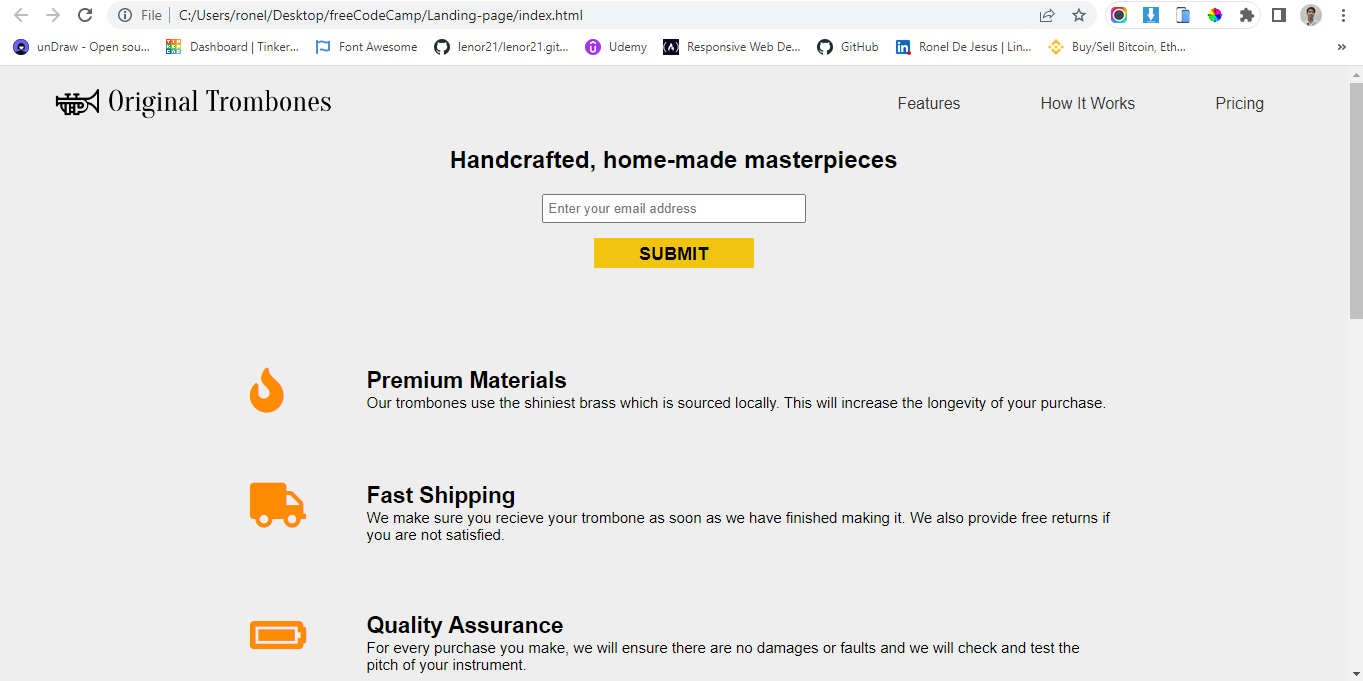 File C:/Users/ronel/Desktop/freeCodeCamp/Landing-page/index.html
unDraw - Open sou... Dashboard | Tinker... Font Awesome lenor21/lenor21.git... Udemy Responsive Web De... GitHub Ronel De Jesus | Lin... Buy/Sell Bitcoin, Eth... »
Original Trombones Features How It Works Pricing
Handcrafted, home-made masterpieces
Enter your email address
SUBMIT
Premium Materials
Our trombones use the shiniest brass which is sourced locally. This will increase the longevity of your purchase.
Fast Shipping
We make sure you recieve your trombone as soon as we have finished making it. We also provide free returns if
you are not satisfied.
Quality Assurance
For every purchase you make, we will ensure there are no damages or faults and we will check and test the
pitch of your instrument.